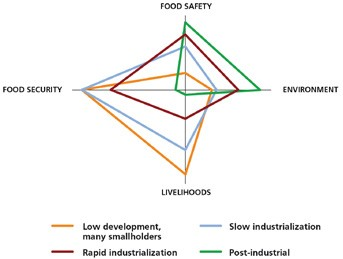 FOOD SAFETY
FOOD SECURITY
ENVIRONMENT
LIVELIHOODS
Low development,
many smallholders
Slow industrialization
Rapid industrialization
Post-industrial